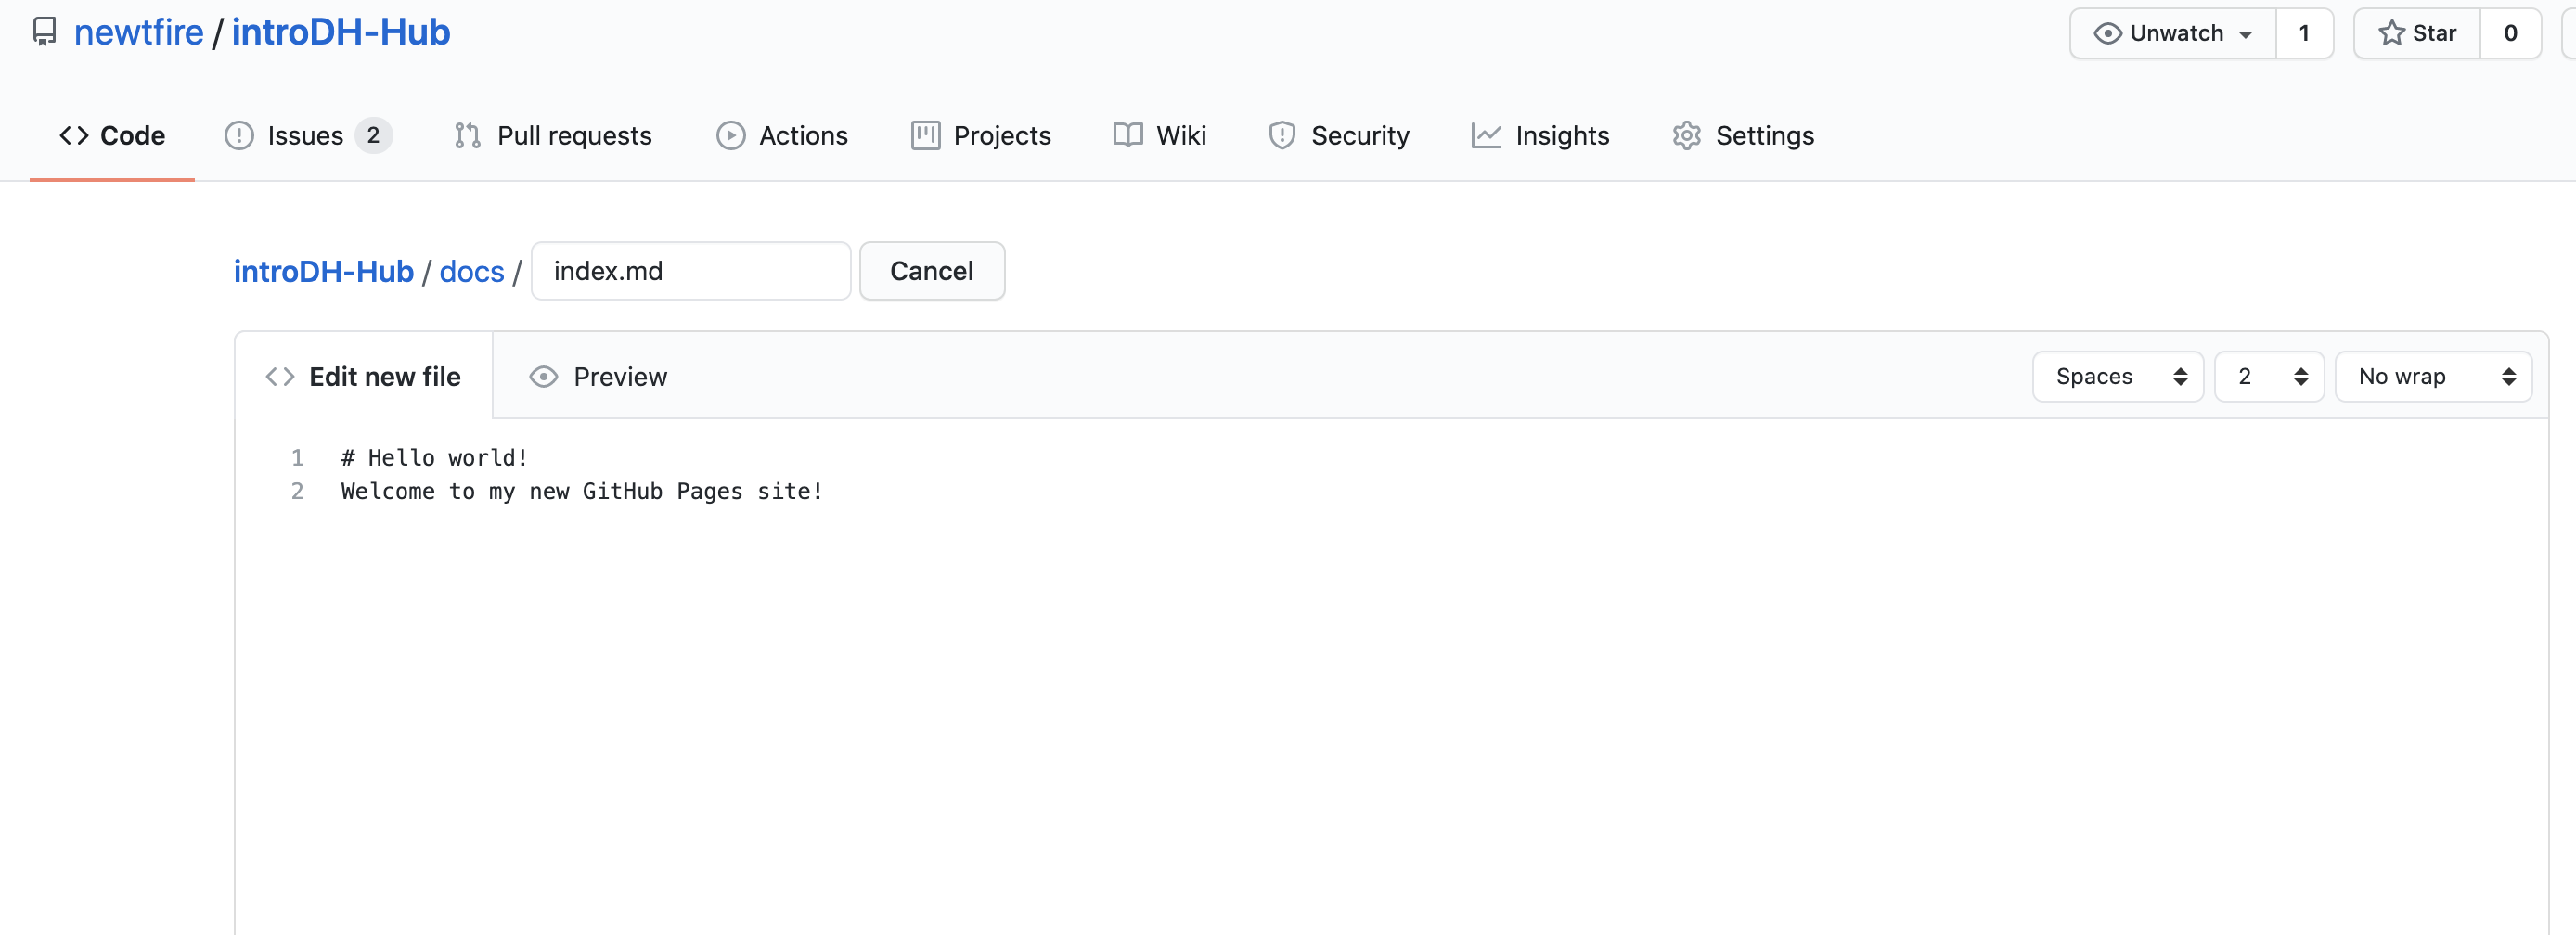 newtfire / introDH-Hub
Unwatch 1 Star 0
Code Issues 2 Pull requests Actions Projects Wiki Security Insights Settings
introDH-Hub / docs / index.md Cancel
Edit new file Preview Spaces 2 No wrap
1 # Hello world!
2 Welcome to my new GitHub Pages site!